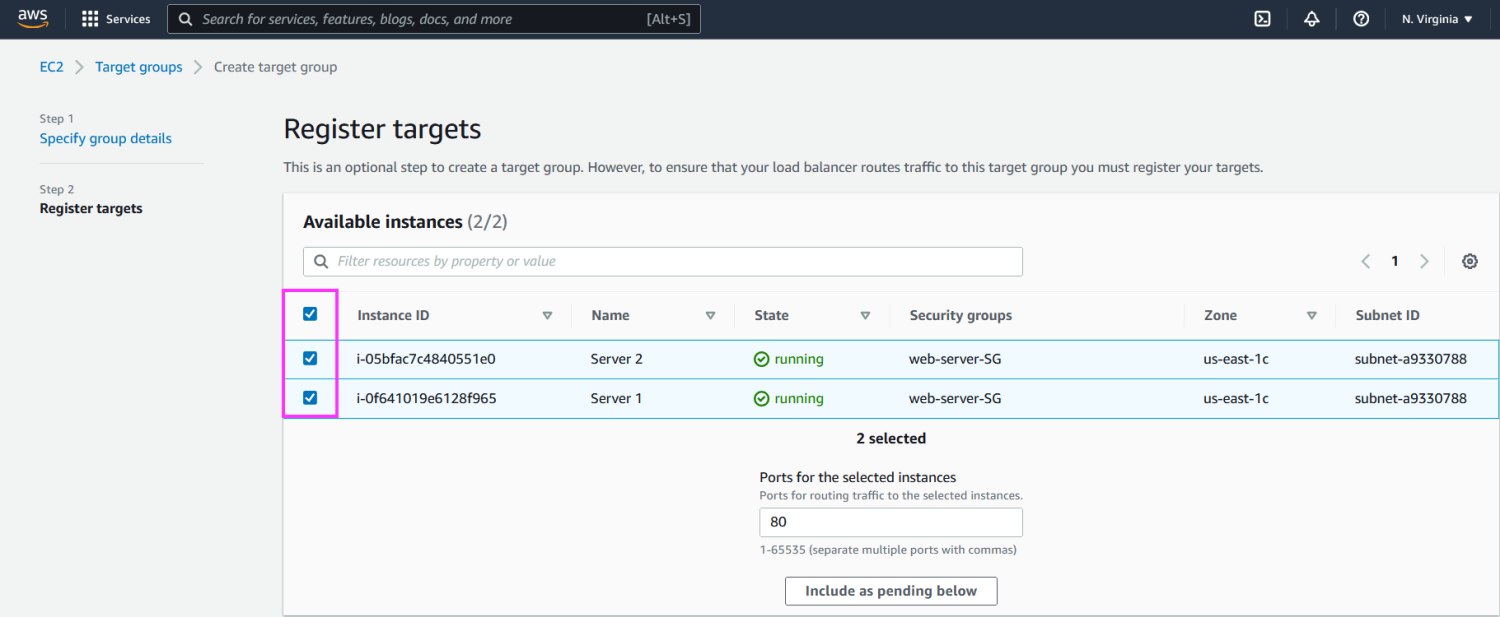 aws Services Search for services, features, blogs, docs, and more [Alt+S] N. Virginia
EC2 Target groups Create target group
Step 1
Specify group details
Step 2
Register targets
Register targets
This is an optional step to create a target group. However, to ensure that your load balancer routes traffic to this target group you must register your targets.
Available instances (2/2)
Filter resources by property or value
1
Instance ID Name State Security groups Zone Subnet ID
i-05bfac7c4840551e0 Server 2 running web-server-SG us-east-1c subnet-a9330788
i-0f641019e6128f965 Server 1 running web-server-SG us-east-1c subnet-a9330788
2 selected
Ports for the selected instances
Ports for routing traffic to the selected instances.
80
1-65535 (separate multiple ports with commas)
Include as pending below